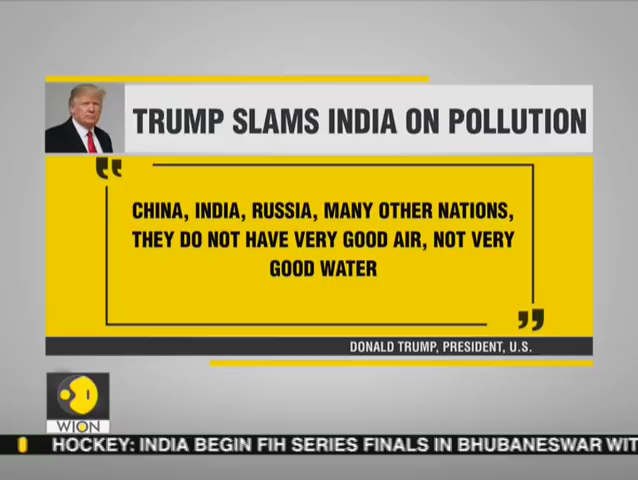 TRUMP SLAMS INDIA ON POLLUTION
CHINA, INDIA, RUSSIA, MANY OTHER NATIONS,
THEY DO NOT HAVE VERY GOOD AIR, NOT VERY
GOOD WATER
DONALD TRUMP, PRESIDENT, U.S.
WION
HOCKEY: INDIA BEGIN FIH SERIES FINALS IN BHUBANESWAR WIT